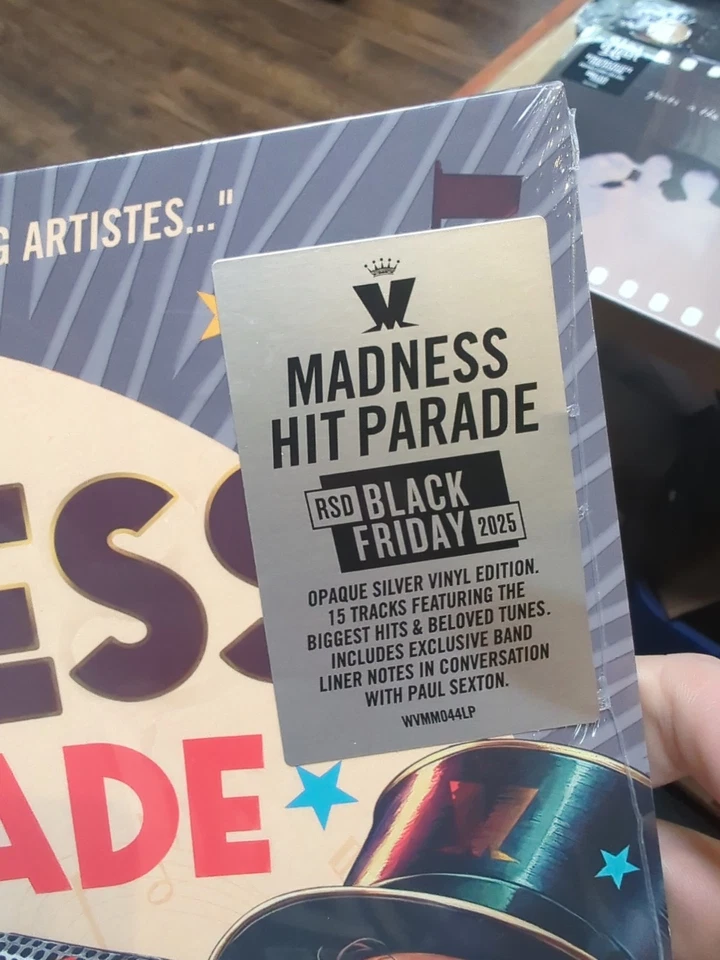 G ARTISTES..."
MADNESS
HIT PARADE
RSD BLACK
FRIDAY 2025
OPAQUE SILVER VINYL EDITION.
15 TRACKS FEATURING THE
BIGGEST HITS & BELOVED TUNES.
INCLUDES EXCLUSIVE BAND
LINER NOTES IN CONVERSATION
WITH PAUL SEXTON.
WVMM044LP
ESS
ADE